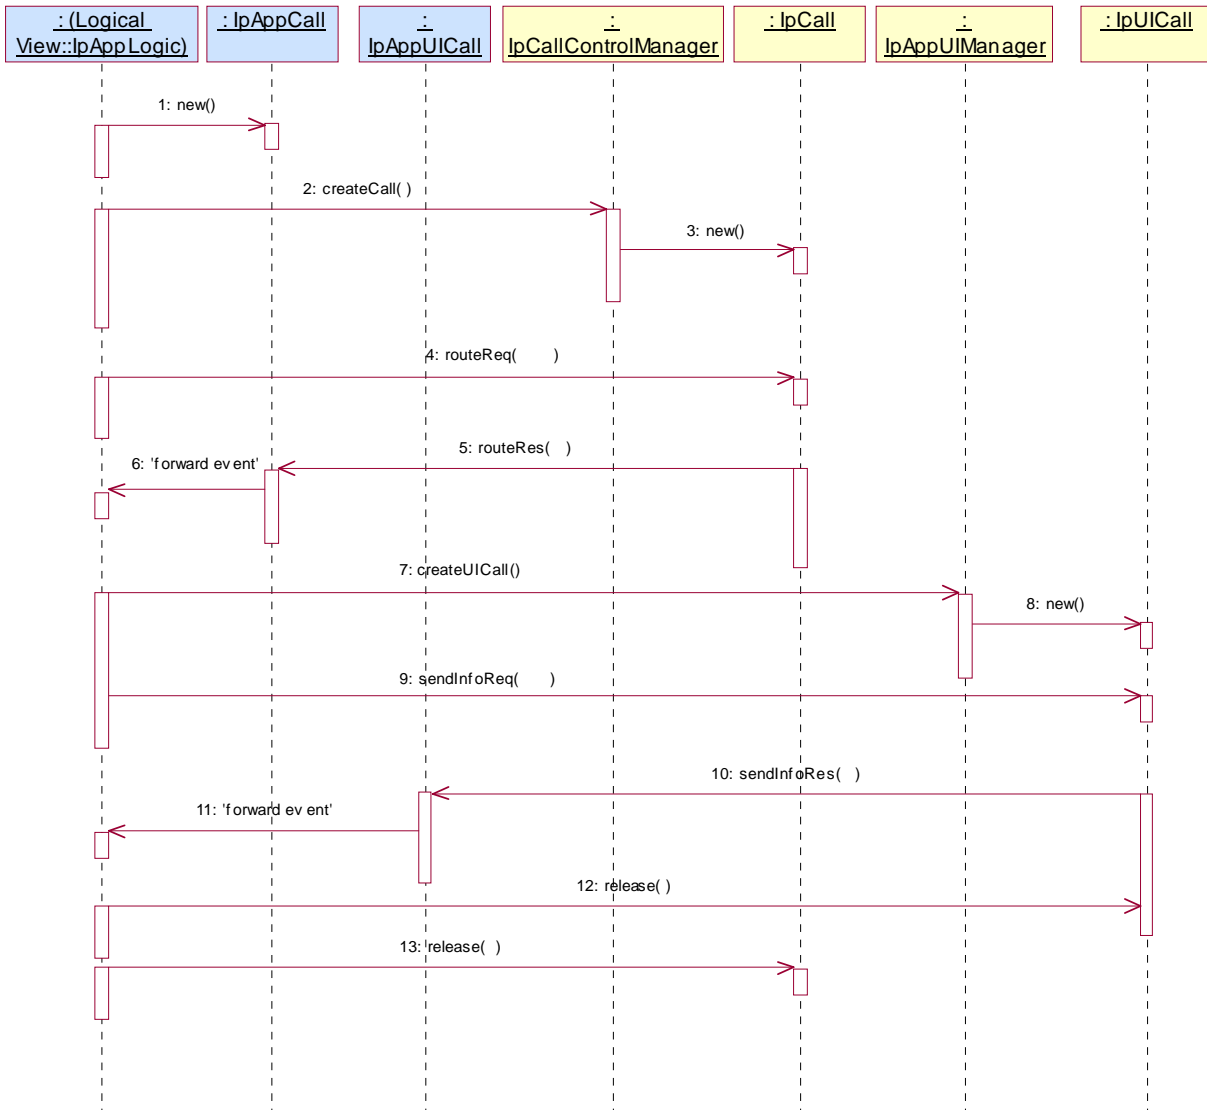 : (Logical
View::IpAppLogic)
: IpAppCall
:
IpAppUICall
:
IpCallControlManager
: IpCall
:
IpAppUIManager
: IpUICall
1: new()
2: createCall( )
3: new()
4: routeReq( )
5: routeRes( )
6: 'forward event'
7: createUICall()
8: new()
9: sendInfoReq( )
10: sendInfoRes( )
11: 'forward event'
12: release( )
13: release( )